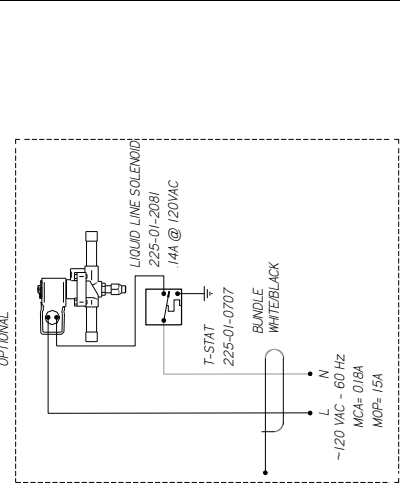 OPTIONAL
LIQUID LINE SOLENOID
225-01-2081
.14A @ 120VAC
T-STAT
225-01-0707
BUNDLE
WHITE/BLACK
L
N
~120 VAC - 60 Hz
MCA= 0.18A
MOP= 15A